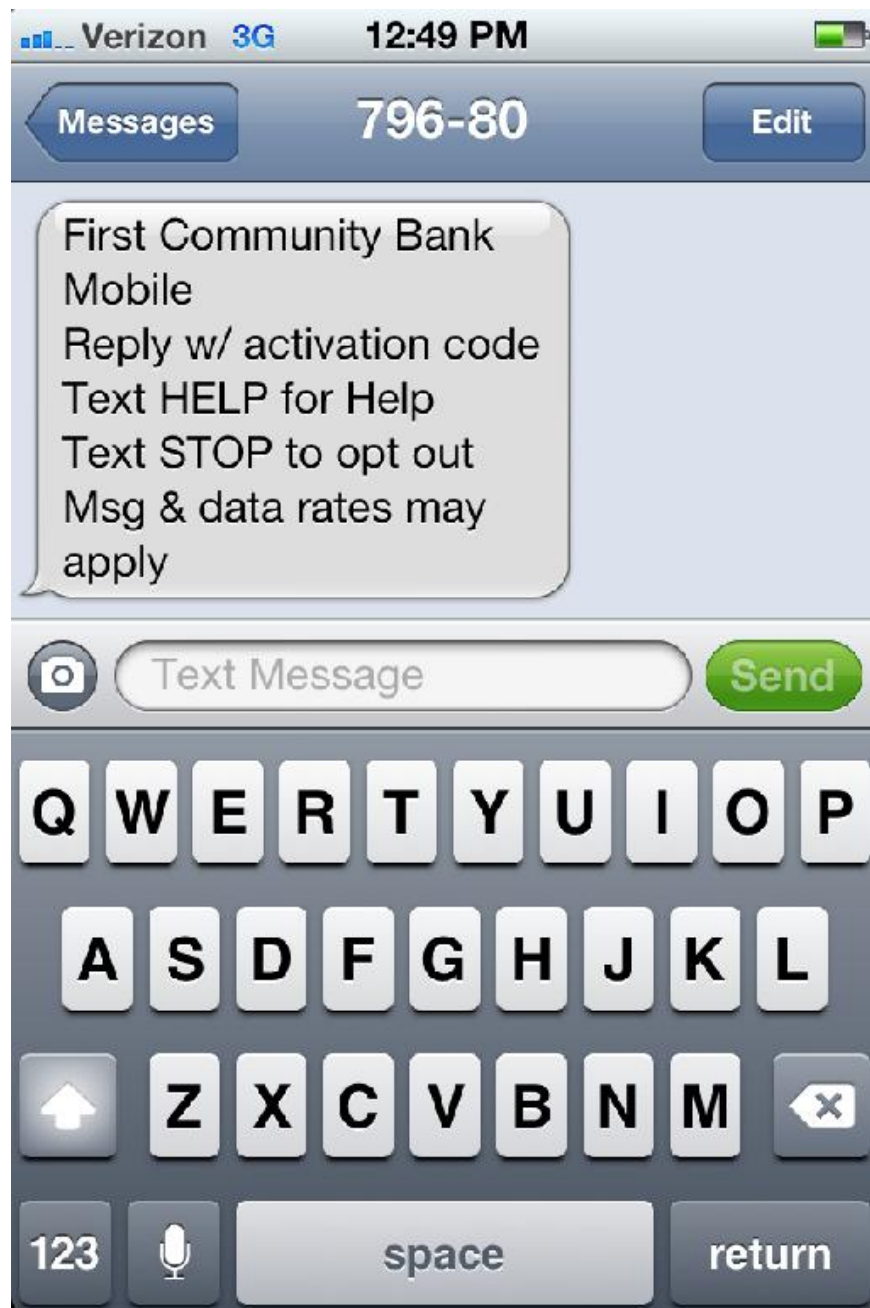 Verizon 3G 12:49 PM
Messages 796-80 Edit
First Community Bank
Mobile
Reply w/ activation code
Text HELP for Help
Text STOP to opt out
Msg & data rates may
apply
Text Message Send
Q W E R T Y U I O P
A S D F G H J K L
Z X C V B N M
123 space return